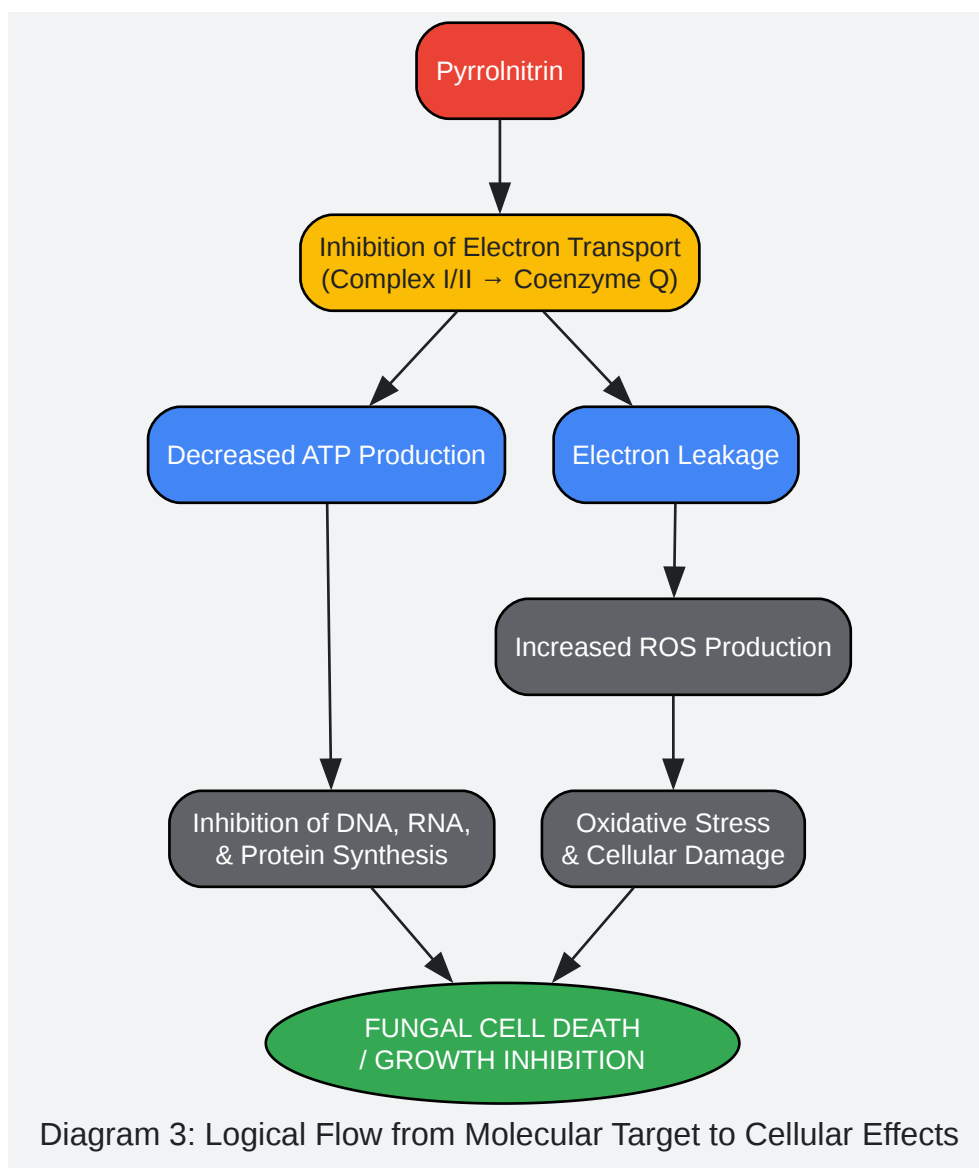 Pyrrolnitrin
Inhibition of Electron Transport
(Complex I/II → Coenzyme Q)
Decreased ATP Production
Electron Leakage
Increased ROS Production
Inhibition of DNA, RNA,
& Protein Synthesis
Oxidative Stress
& Cellular Damage
FUNGAL CELL DEATH
/ GROWTH INHIBITION
Diagram 3: Logical Flow from Molecular Target to Cellular Effects